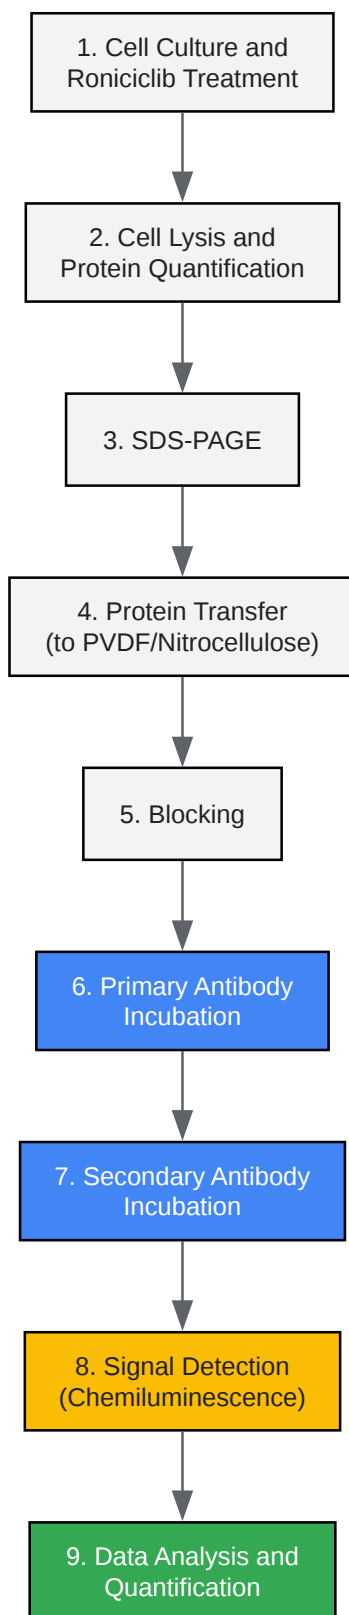 1. Cell Culture and
Roniciclib Treatment
2. Cell Lysis and
Protein Quantification
3. SDS-PAGE
4. Protein Transfer
(to PVDF/Nitrocellulose)
5. Blocking
6. Primary Antibody
Incubation
7. Secondary Antibody
Incubation
8. Signal Detection
(Chemiluminescence)
9. Data Analysis and
Quantification